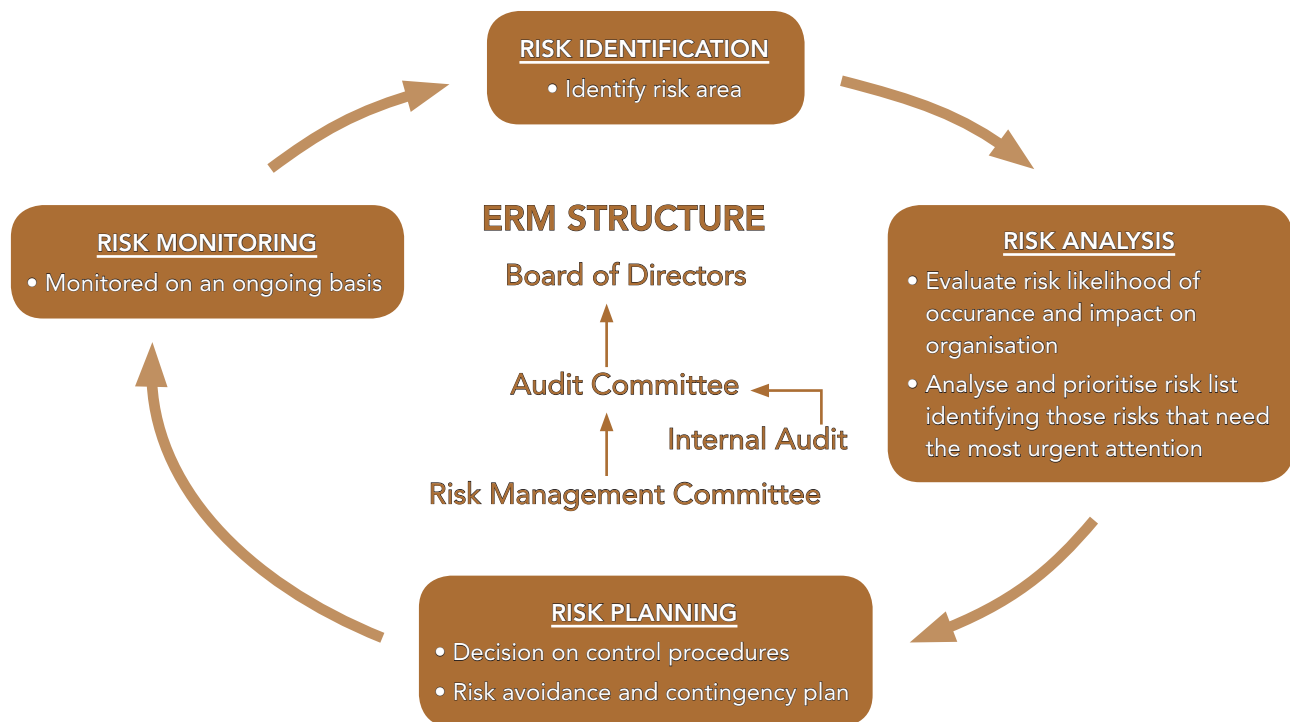 RISK IDENTIFICATION
• Identify risk area
RISK MONITORING
• Monitored on an ongoing basis
ERM STRUCTURE
Board of Directors
Audit Committee
Internal Audit
Risk Management Committee
RISK ANALYSIS
• Evaluate risk likelihood of
occurance and impact on
organisation
• Analyse and prioritise risk list
identifying those risks that need
the most urgent attention
RISK PLANNING
• Decision on control procedures
• Risk avoidance and contingency plan